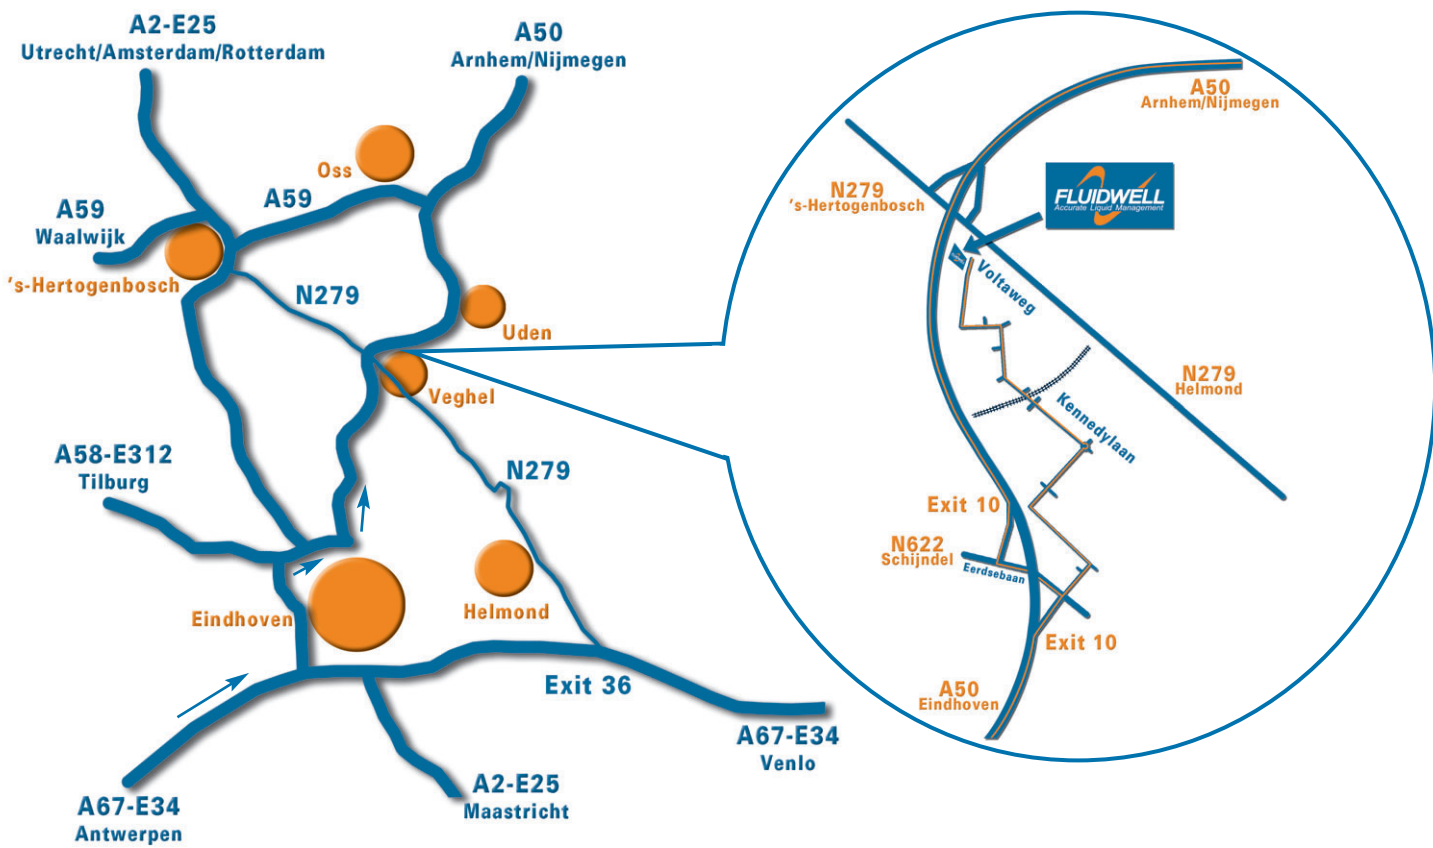 A2-E25
Utrecht/Amsterdam/Rotterdam
A50
Arnhem/Nijmegen
Oss
A59
A59
Waalwijk
's-Hertogenbosch
N279
Uden
Veghel
A58-E312
Tilburg
N279
Eindhoven
Helmond
Exit 36
A67-E34
Venlo
A2-E25
Maastricht
A67-E34
Antwerpen
A50
Arnhem/Nijmegen
N279
's-Hertogenbosch
FLUIDWELL
Accurate Liquid Management
Voltaweg
N279
Helmond
Kennedylaan
Exit 10
N622
Schijndel
Eerdsebaan
Exit 10
A50
Eindhoven